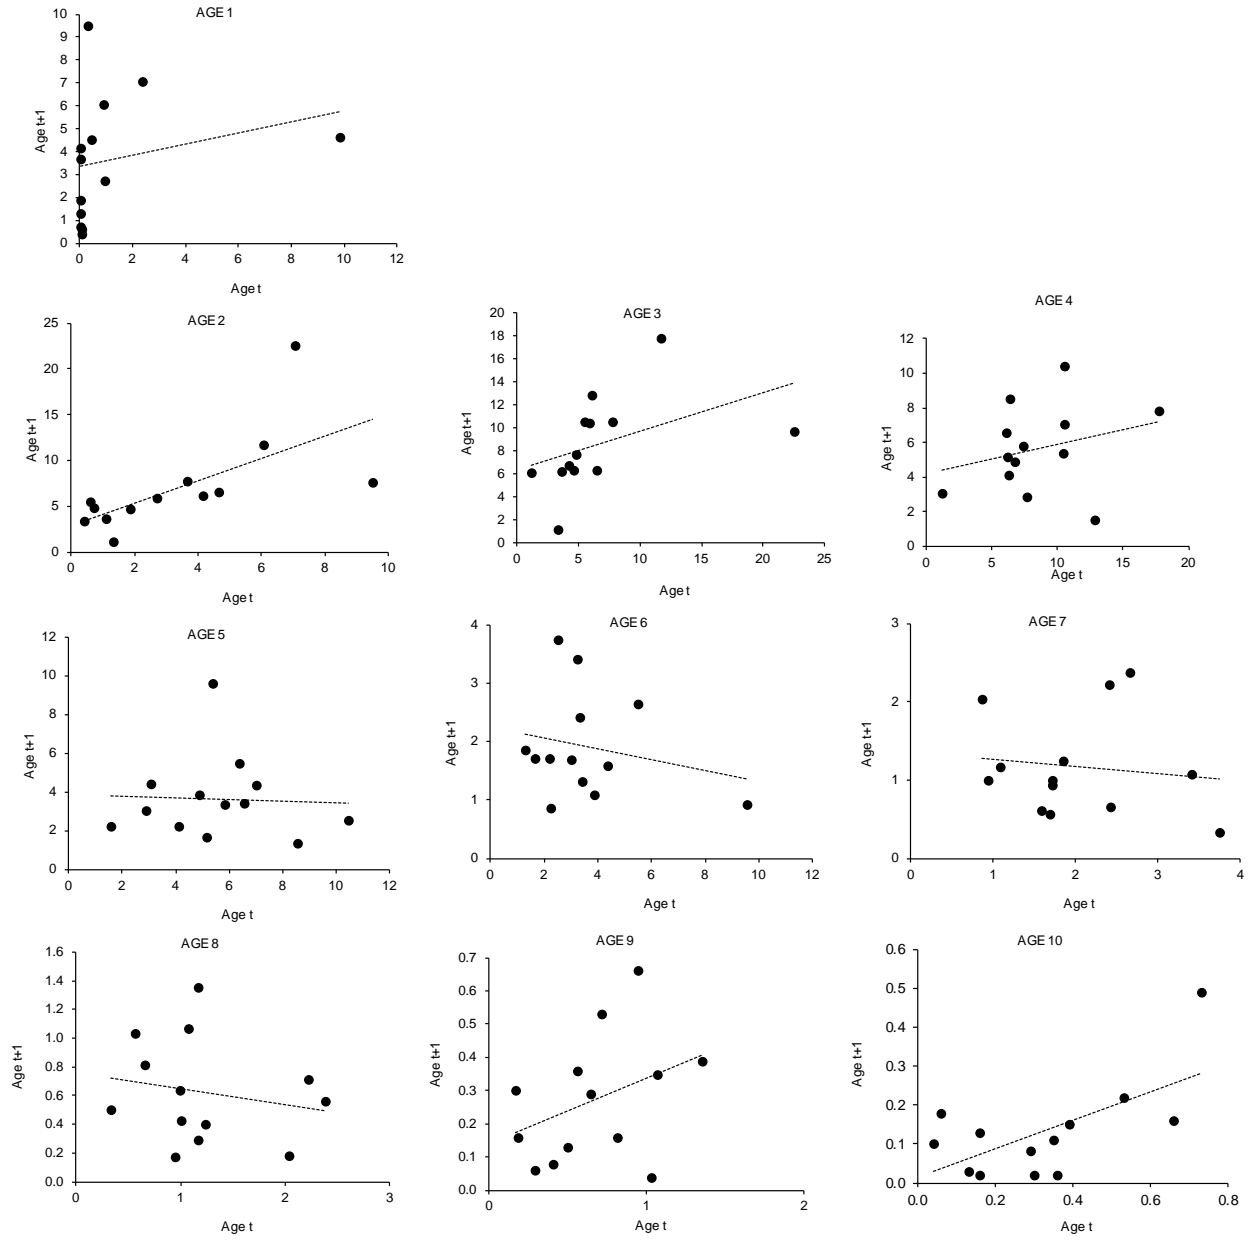 AGE 1
10
9
8
7
6
5
4
3
2
1
0
Age t+1
0 2 4 6 8 10 12
Age t
AGE 2
25
20
15
10
5
0
Age t+1
0 2 4 6 8 10
Age t
AGE 3
20
18
16
14
12
10
8
6
4
2
0
Age t+1
0 5 10 15 20 25
Age t
AGE 4
12
10
8
6
4
2
0
Age t+1
0 5 10 15 20
Age t
AGE 5
12
10
8
6
4
2
0
Age t+1
0 2 4 6 8 10 12
Age t
AGE 6
4
3
2
1
0
Age t+1
0 2 4 6 8 10 12
Age t
AGE 7
3
2
1
0
Age t+1
0 1 2 3 4
Age t
AGE 8
1.6
1.4
1.2
1.0
0.8
0.6
0.4
0.2
0.0
Age t+1
0 1 2 3
Age t
AGE 9
0.7
0.6
0.5
0.4
0.3
0.2
0.1
0.0
Age t+1
0 1 2
Age t
AGE 10
0.6
0.5
0.4
0.3
0.2
0.1
0.0
Age t+1
0.0 0.2 0.4 0.6 0.8
Age t